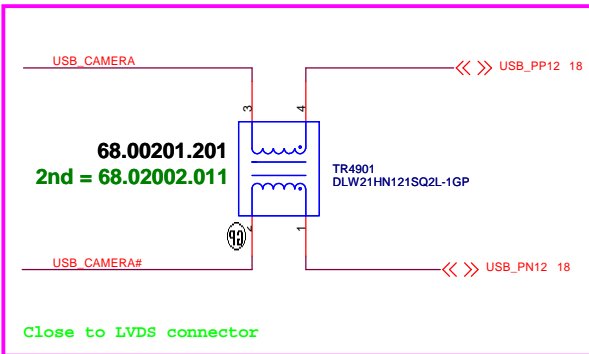 USB_CAMERA
USB_PP12 18
3
4
68.00201.201
2nd = 68.02002.011
TR4901
DLW21HN121SQ2L-1GP
GP
2
1
USB_CAMERA#
USB_PN12 18
Close to LVDS connector